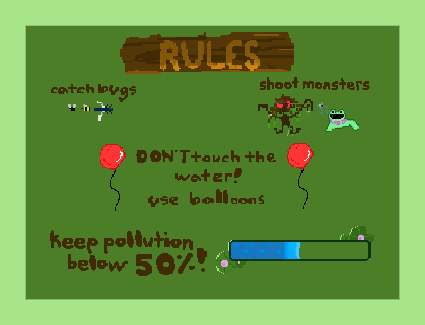 RULES
catch bugs
shoot monsters
DON'T touch the
water!
use balloons
keep pollution
below 50%!